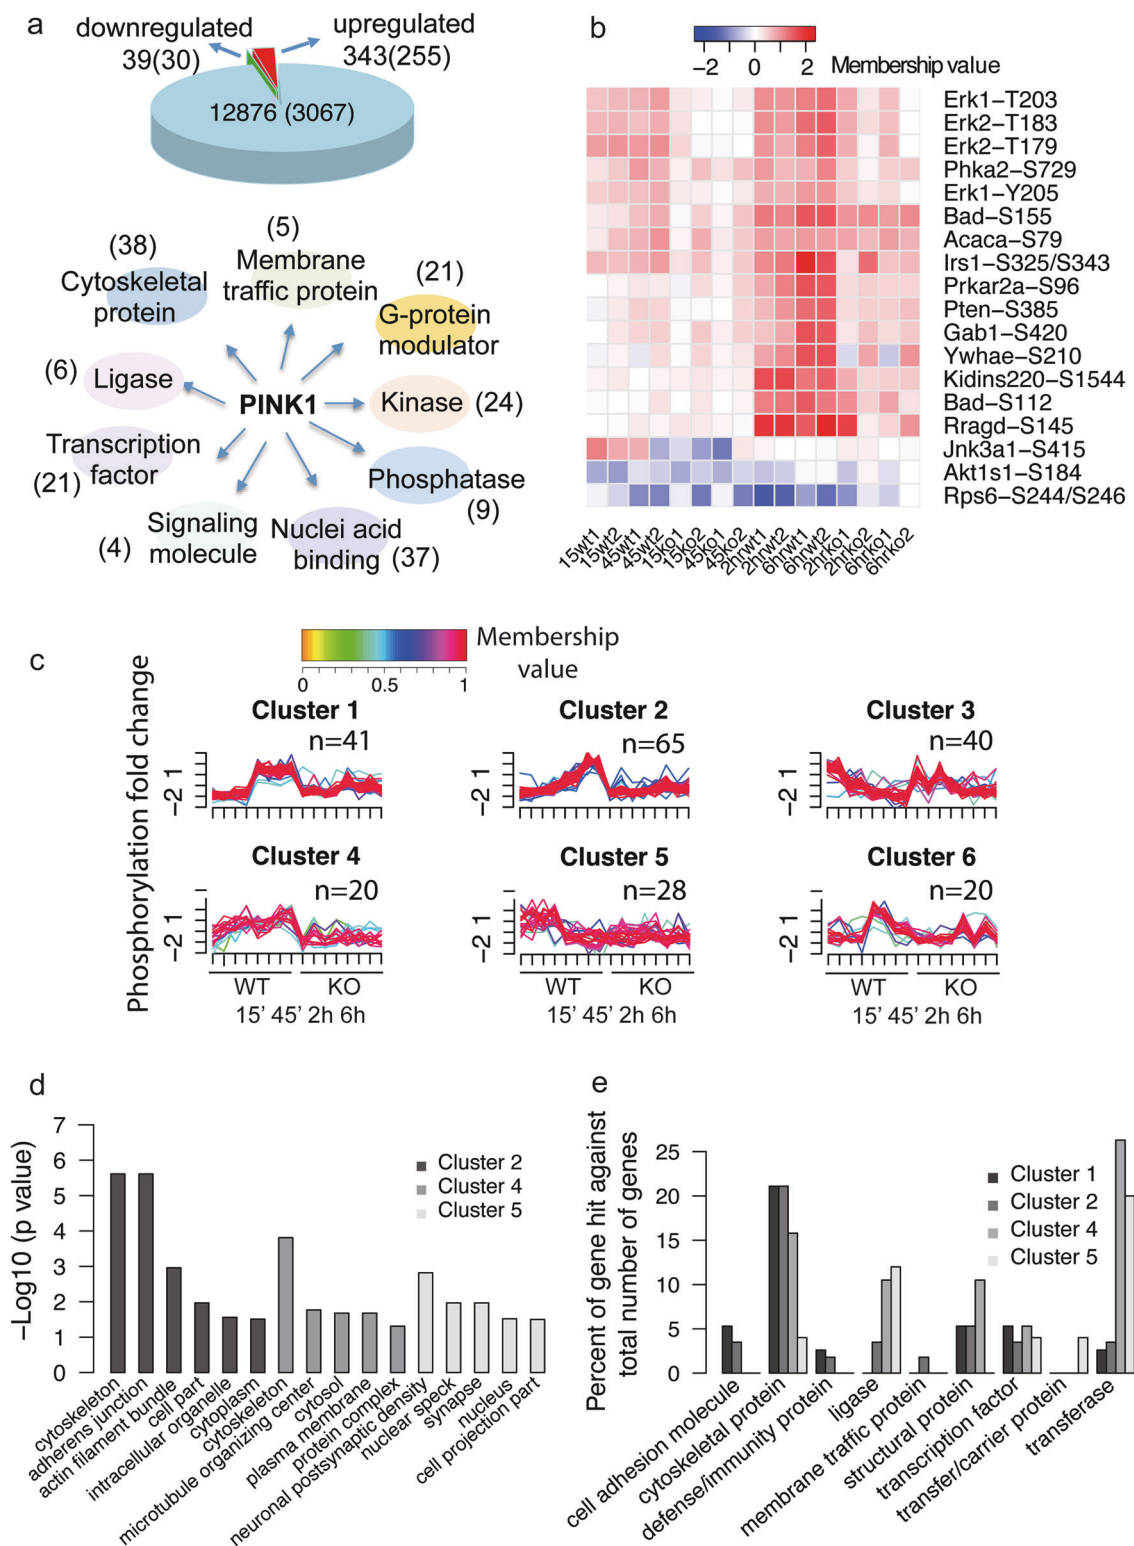 a
downregulated
39(30)
upregulated
343(255)
12876 (3067)
(38)
Cytoskeletal
protein
(5)
Membrane
traffic protein
(21)
G-protein
modulator
(6)
Ligase
PINK1
Kinase
(24)
Transcription
factor
(21)
Phosphatase
(9)
Signaling
molecule
(4)
Nuclei acid
binding
(37)
b
−2 0 2
Membership value
Erk1−T203
Erk2−T183
Erk2−T179
Phka2−S729
Erk1−Y205
Bad−S155
Acaca−S79
Irs1−S325/S343
Prkar2a−S96
Pten−S385
Gab1−S420
Ywhae−S210
Kidins220−S1544
Bad−S112
Rragd−S145
Jnk3a1−S415
Akt1s1−S184
Rps6−S244/S246
15wt1
15wt2
45wt1
45wt2
15ko1
15ko2
45ko1
45ko2
2hrwt1
2hrwt2
6hrwt1
6hrwt2
2hrko1
2hrko2
6hrko1
6hrko2
c
Membership
value
0 0.5 1
Phosphorylation fold change
Cluster 1
n=41
−2 1
Cluster 2
n=65
−2 1
Cluster 3
n=40
−2 1
Cluster 4
n=20
−2 1
Cluster 5
n=28
−2 1
Cluster 6
n=20
−2 1
WT KO
15’ 45’ 2h 6h
WT KO
15’ 45’ 2h 6h
WT KO
15’ 45’ 2h 6h
d
−Log10 (p value)
7
6
5
4
3
2
1
0
Cluster 2
Cluster 4
Cluster 5
cytoskeleton
adherens junction
actin filament bundle
cell part
intracellular organelle
cytoplasm
cytoskeleton
microtubule organizing center
cytosol
plasma membrane
protein complex
neuronal postsynaptic density
nuclear speck
synapse
nucleus
cell projection part
e
Percent of gene hit against
total number of genes
25
20
15
10
5
0
Cluster 1
Cluster 2
Cluster 4
Cluster 5
cell adhesion molecule
cytoskeletal protein
defense/immunity protein
ligase
membrane traffic protein
structural protein
transcription factor
transfer/carrier protein
transferase